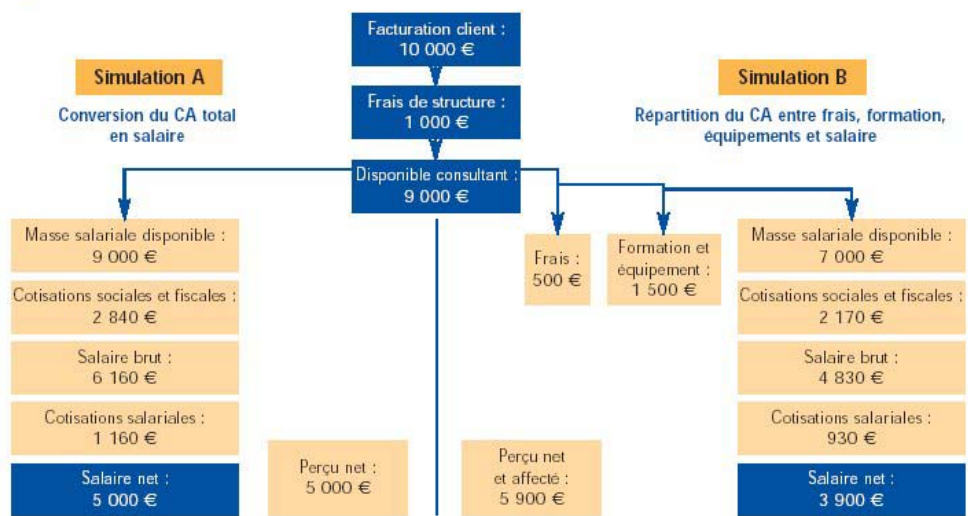 Facturation client :
10 000 €
Simulation A
Conversion du CA total
en salaire
Frais de structure :
1 000 €
Simulation B
Répartition du CA entre frais, formation,
équipements et salaire
Disponible consultant :
9 000 €
Masse salariale disponible :
9 000 €
Cotisations sociales et fiscales :
2 840 €
Salaire brut :
6 160 €
Cotisations salariales :
1 160 €
Salaire net :
5 000 €
Perçu net :
5 000 €
Frais :
500 €
Formation et
équipement :
1 500 €
Perçu net
et affecté :
5 900 €
Masse salariale disponible :
7 000 €
Cotisations sociales et fiscales :
2 170 €
Salaire brut :
4 830 €
Cotisations salariales :
930 €
Salaire net :
3 900 €